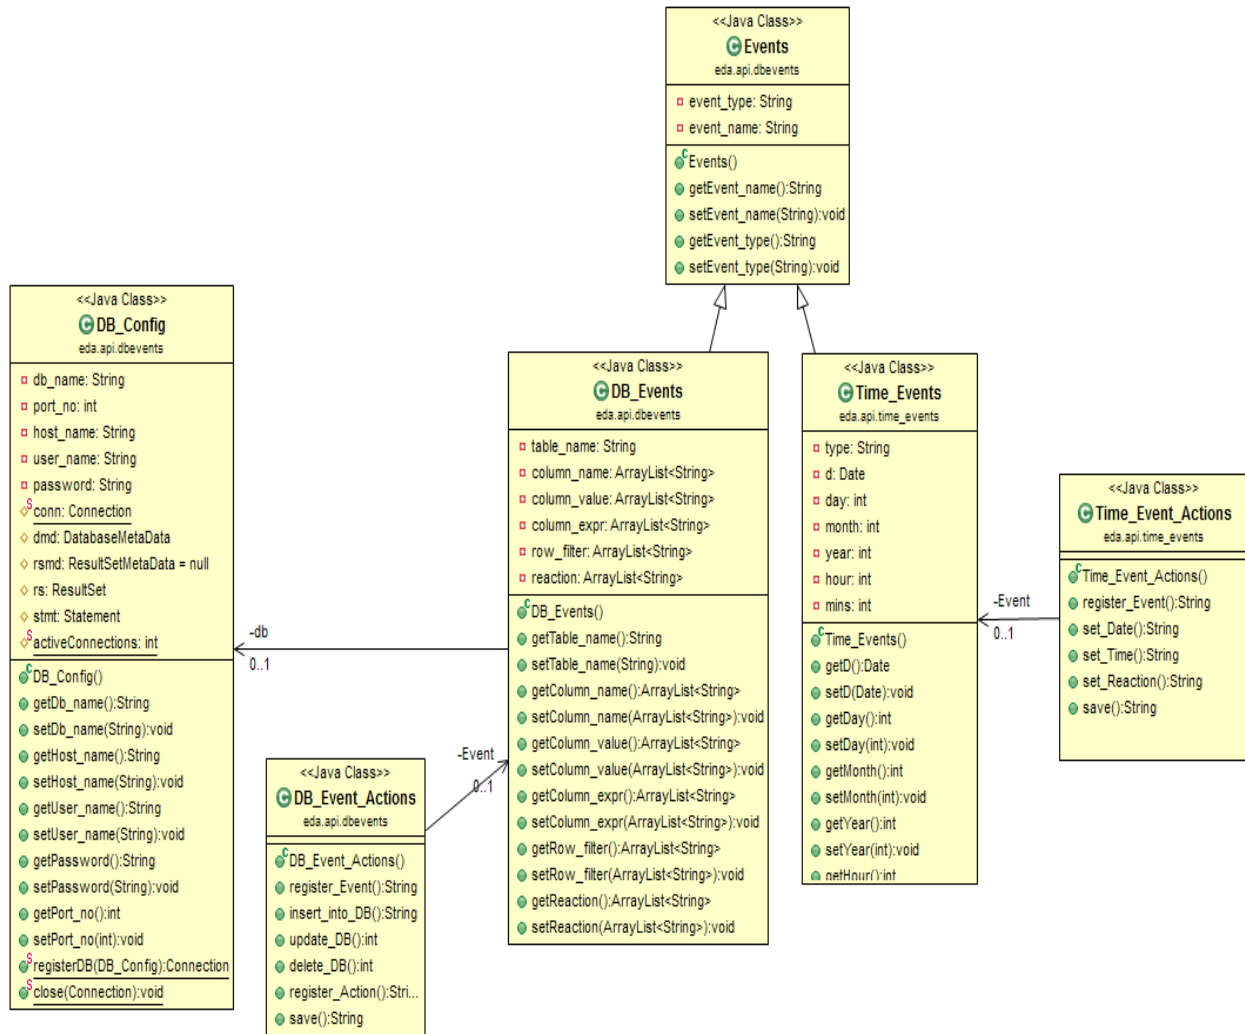 <<Java Class>>
Events
eda.api.dbevents
event_type: String
event_name: String
Events()
getEvent_name():String
setEvent_name(String):void
getEvent_type():String
setEvent_type(String):void
<<Java Class>>
DB_Config
eda.api.dbevents
db_name: String
port_no: int
host_name: String
user_name: String
password: String
conn: Connection
dmd: DatabaseMetaData
rsmd: ResultSetMetaData = null
rs: ResultSet
stmt: Statement
activeConnections: int
DB_Config()
getDb_name():String
setDb_name(String):void
getHost_name():String
setHost_name(String):void
getUser_name():String
setUser_name(String):void
getPassword():String
setPassword(String):void
getPort_no():int
setPort_no(int):void
registerDB(DB_Config):Connection
close(Connection):void
-db
0..1
<<Java Class>>
DB_Event_Actions
eda.api.dbevents
DB_Event_Actions()
register_Event():String
insert_into_DB():String
update_DB():int
delete_DB():int
register_Action():Stri...
save():String
-Event
0..1
<<Java Class>>
DB_Events
eda.api.dbevents
table_name: String
column_name: ArrayList<String>
column_value: ArrayList<String>
column_expr: ArrayList<String>
row_filter: ArrayList<String>
reaction: ArrayList<String>
DB_Events()
getTable_name():String
setTable_name(String):void
getColumn_name():ArrayList<String>
setColumn_name(ArrayList<String>):void
getColumn_value():ArrayList<String>
setColumn_value(ArrayList<String>):void
getColumn_expr():ArrayList<String>
setColumn_expr(ArrayList<String>):void
getRow_filter():ArrayList<String>
setRow_filter(ArrayList<String>):void
getReaction():ArrayList<String>
setReaction(ArrayList<String>):void
<<Java Class>>
Time_Events
eda.api.time_events
type: String
d: Date
day: int
month: int
year: int
hour: int
mins: int
Time_Events()
getD():Date
setD(Date):void
getDay():int
setDay(int):void
getMonth():int
setMonth(int):void
getYear():int
setYear(int):void
getHour():int
-Event
0..1
<<Java Class>>
Time_Event_Actions
eda.api.time_events
Time_Event_Actions()
register_Event():String
set_Date():String
set_Time():String
set_Reaction():String
save():String